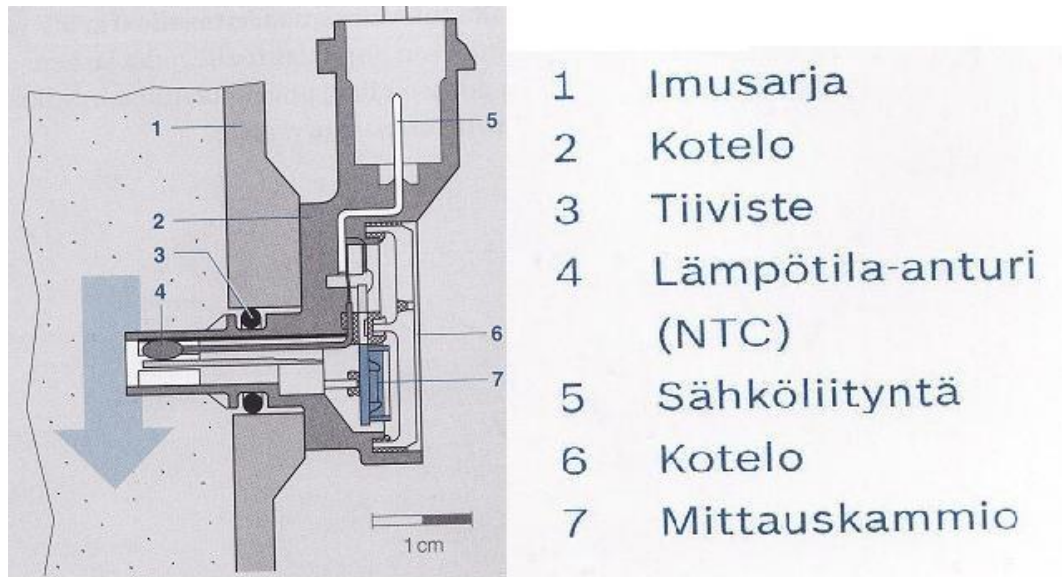 1
2
3
4
5
6
7
1 cm
1 Imusarja
2 Kotelo
3 Tiiviste
4 Lämpötila-anturi
(NTC)
5 Sähköliityntä
6 Kotelo
7 Mittauskammio